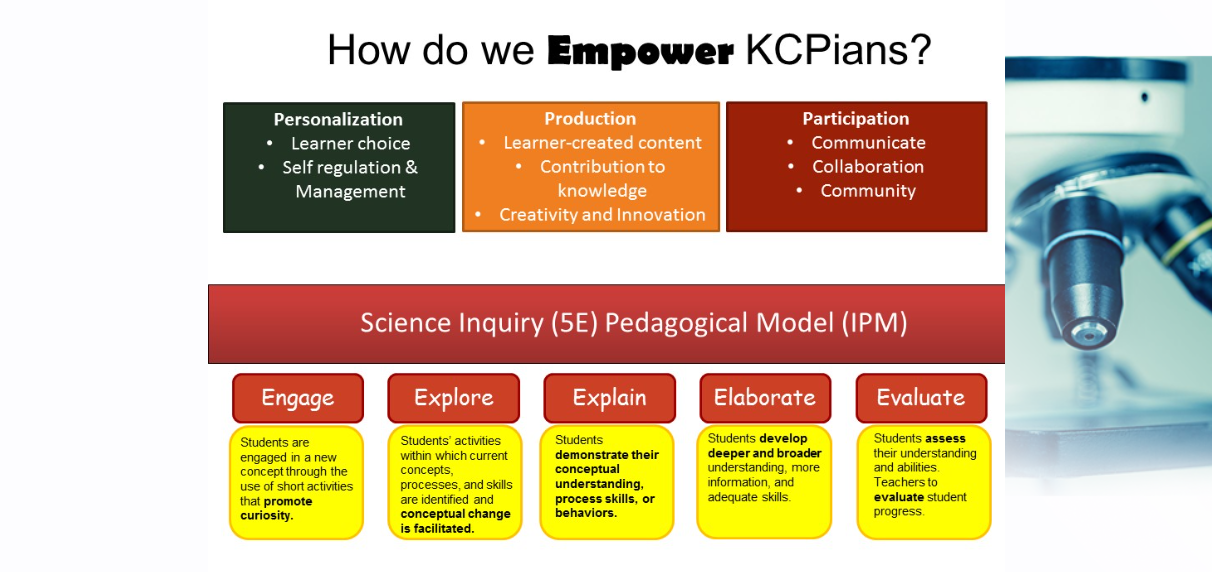 How do we Empower KCPians?
Personalization
• Learner choice
• Self regulation &
Management
Production
• Learner-created content
• Contribution to
knowledge
• Creativity and Innovation
Participation
• Communicate
• Collaboration
• Community
Science Inquiry (5E) Pedagogical Model (IPM)
Engage
Students are
engaged in a new
concept through the
use of short activities
that promote
curiosity.
Explore
Students’ activities
within which current
concepts,
processes, and skills
are identified and
conceptual change
is facilitated.
Explain
Students
demonstrate their
conceptual
understanding,
process skills, or
behaviors.
Elaborate
Students develop
deeper and broader
understanding, more
information, and
adequate skills.
Evaluate
Students assess
their understanding
and abilities.
Teachers to
evaluate student
progress.